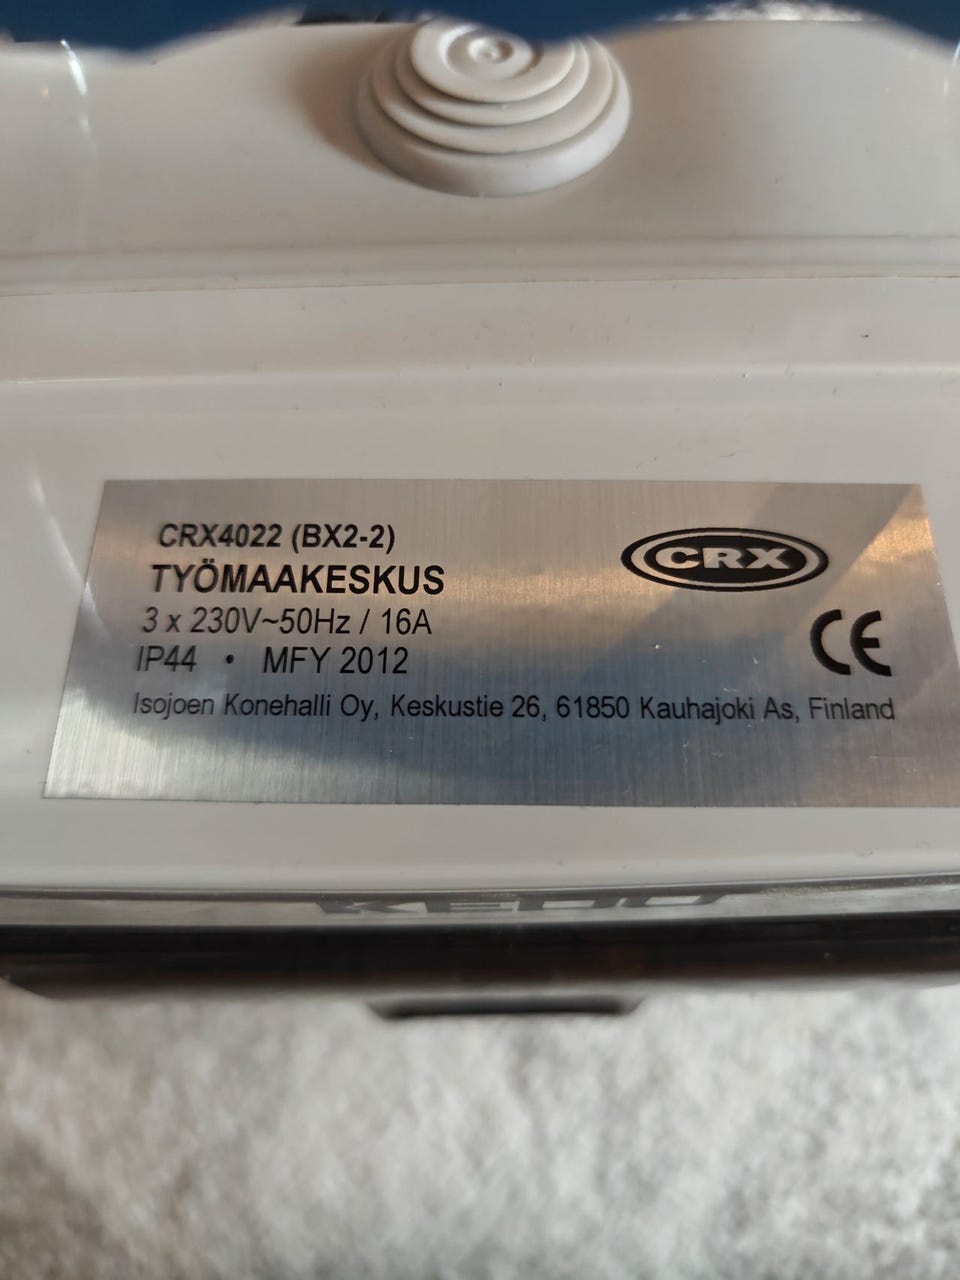 CRX4022 (BX2-2)
CRX
TYÖMAAKESKUS
3 x 230V~50Hz / 16A
CE
IP44 • MFY 2012
Isojoen Konehalli Oy, Keskustie 26, 61850 Kauhajoki As, Finland